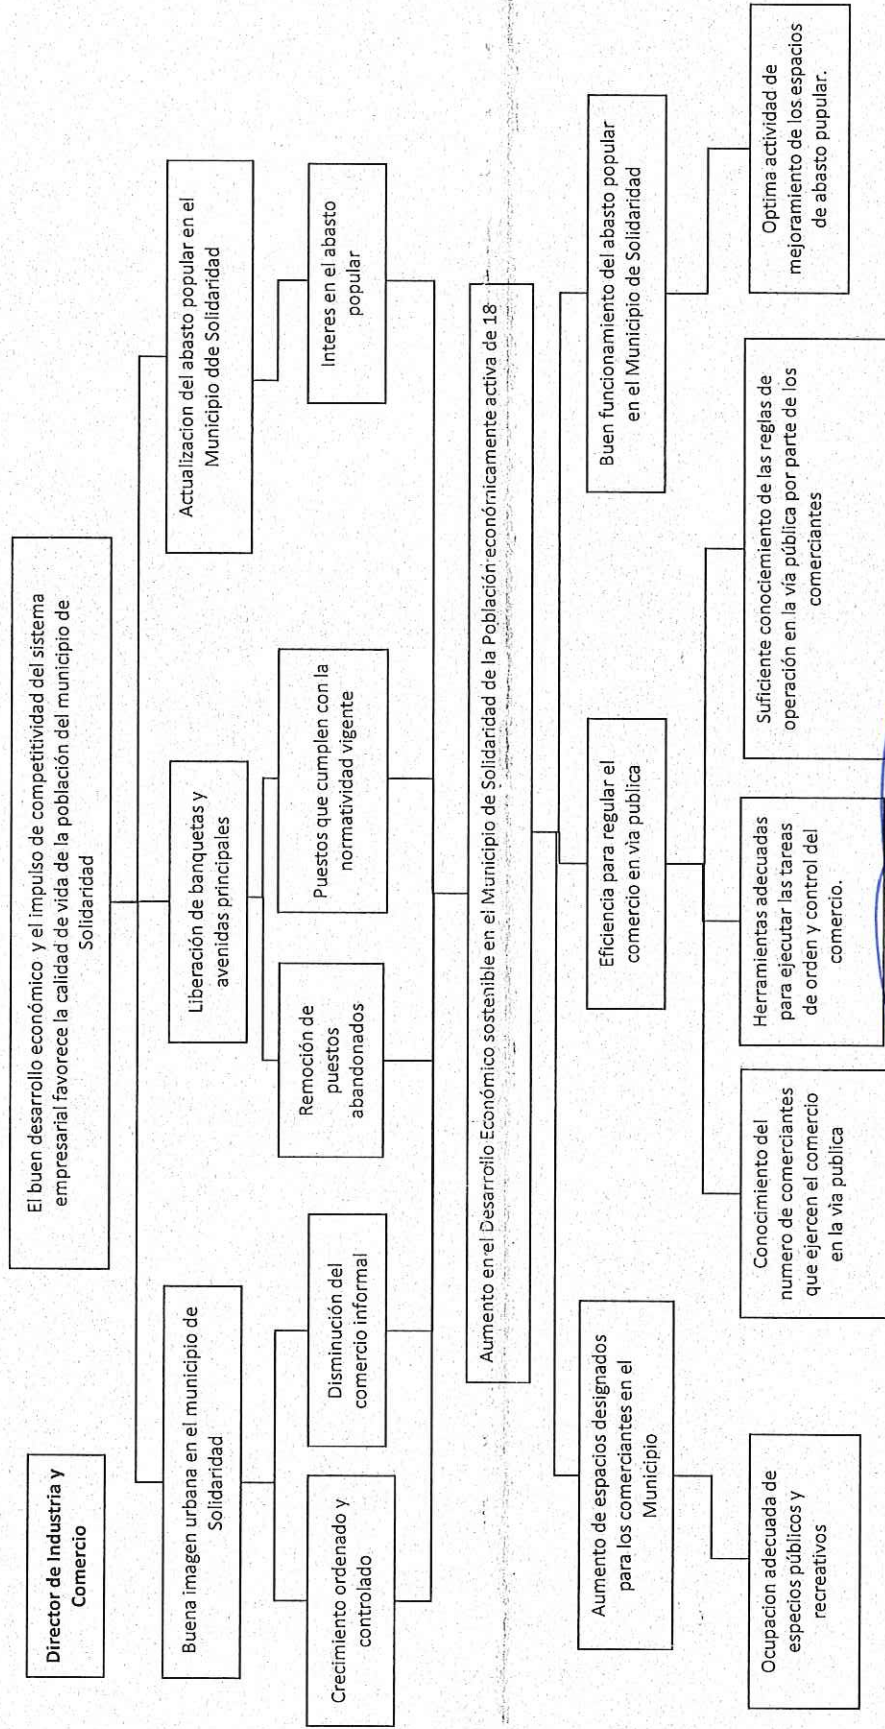 Director de Industria y
Comercio
El buen desarrollo económico y el impulso de competitividad del sistema
empresarial favorece la calidad de vida de la población del municipio de
Solidaridad
Buena imagen urbana en el municipio de
Solidaridad
Liberación de banquetas y
avenidas principales
Actualizacion del abasto popular en el
Municipio dde Solidaridad
Crecimiento ordenado y
controlado
Disminución del
comercio informal
Remoción de
puestos
abandonados
Puestos que cumplen con la
normatividad vigente
Interes en el abasto
popular
Aumento en el Desarrollo Económico sostenible en el Municipio de Solidaridad de la Población económicamente activa de 18
Aumento de espacios designados
para los comerciantes en el
Municipio
Eficiencia para regular el
comercio en vìa publica
Buen funcionamiento del abasto popular
en el Municipio de Solidaridad
Ocupacion adecuada de
especios públicos y
recreativos
Conocimiento del
numero de comerciantes
que ejercen el comercio
en la via publica
Herramientas adecuadas
para ejecutar las tareas
de orden y control del
comercio.
Suficiente conociemiento de las reglas de
operación en la vía pública por parte de los
comerciantes
Optima actividad de
mejoramiento de los espacios
de abasto pupular.